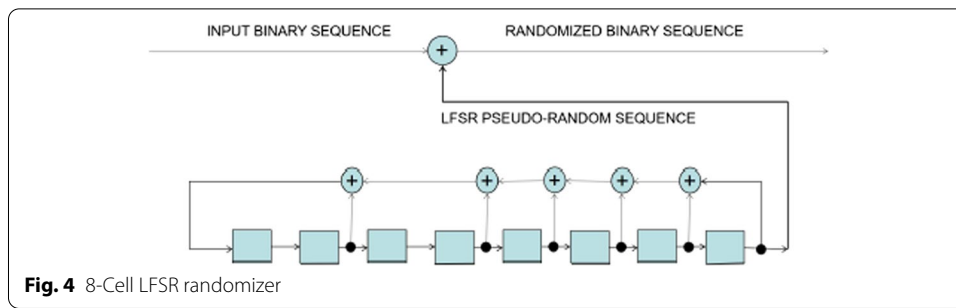 INPUT BINARY SEQUENCE
RANDOMIZED BINARY SEQUENCE
+
LFSR PSEUDO-RANDOM SEQUENCE
+ + + + +
Fig. 4 8-Cell LFSR randomizer